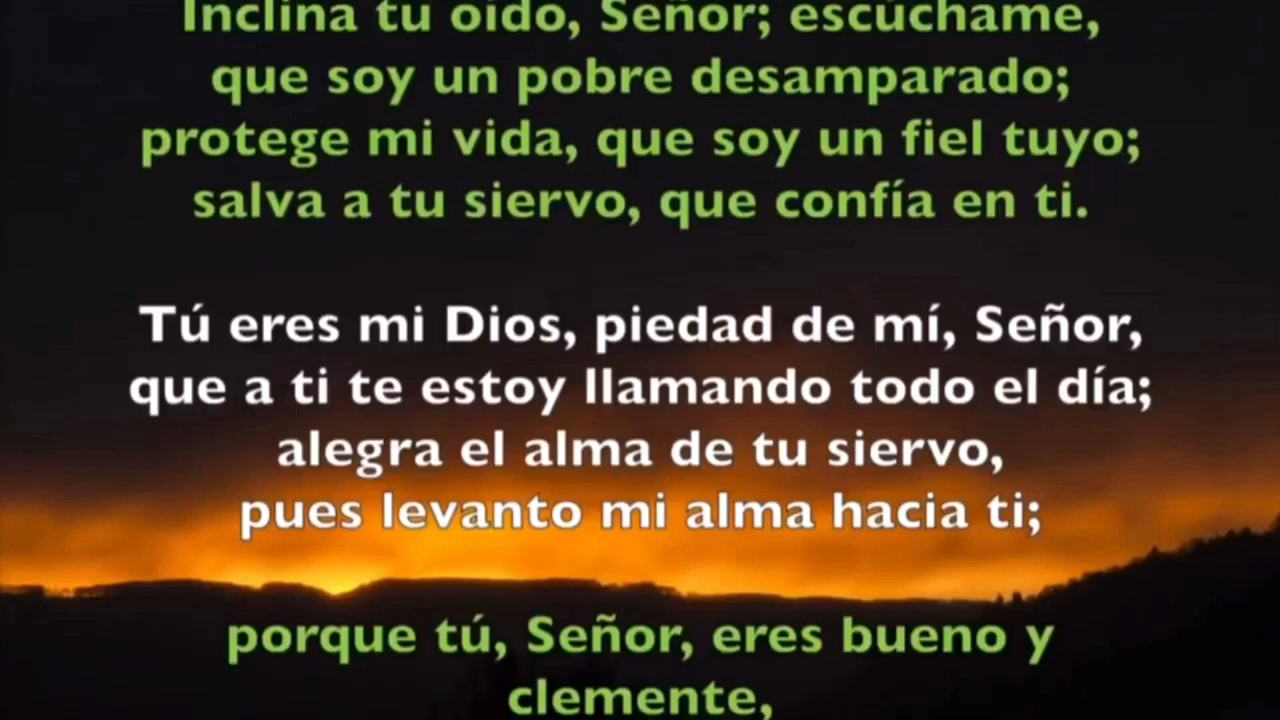 Inclina tu oído, Señor; escúchame,
que soy un pobre desamparado;
protege mi vida, que soy un fiel tuyo;
salva a tu siervo, que confía en ti.
Tú eres mi Dios, piedad de mí, Señor,
que a ti te estoy llamando todo el día;
alegra el alma de tu siervo,
pues levanto mi alma hacia ti;
porque tú, Señor, eres bueno y
clemente,